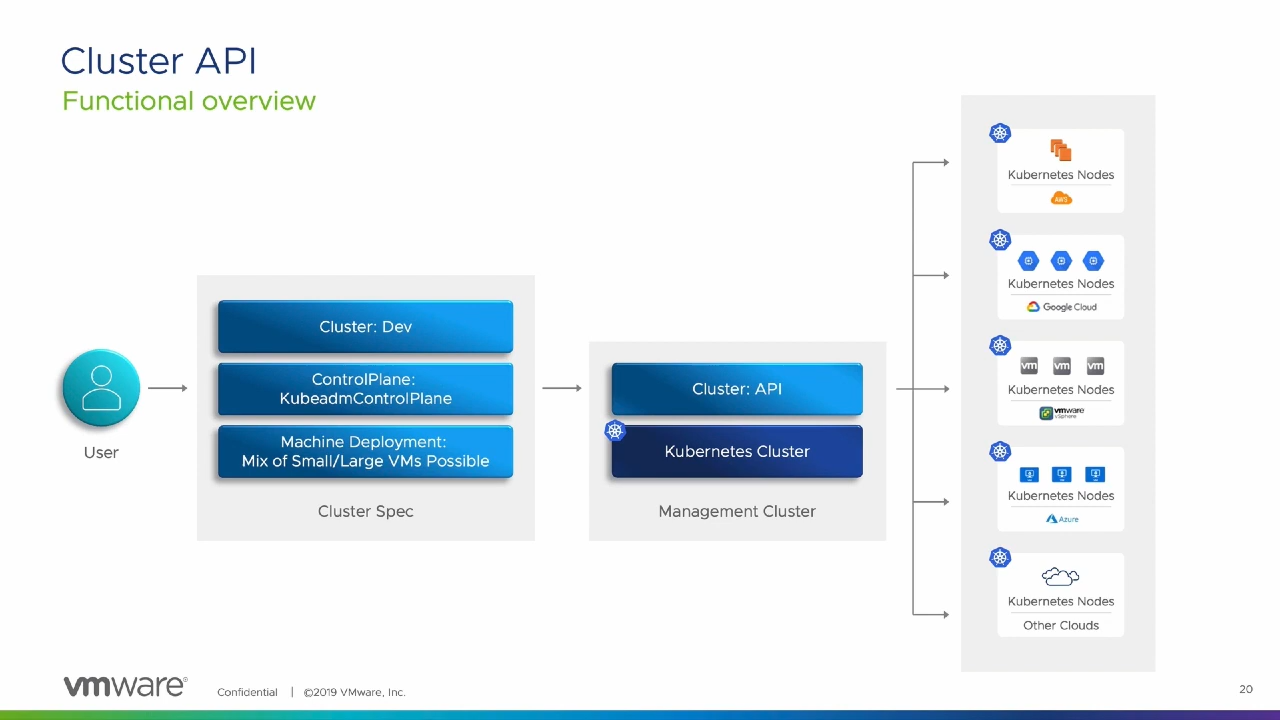 Cluster API
Functional overview
User
Cluster: Dev
ControlPlane:
KubeadmControlPlane
Machine Deployment:
Mix of Small/Large VMs Possible
Cluster Spec
Cluster: API
Kubernetes Cluster
Management Cluster
Kubernetes Nodes
AWS
Kubernetes Nodes
Google Cloud
vm vm vm
Kubernetes Nodes
vmware
vSphere
Kubernetes Nodes
Azure
Kubernetes Nodes
Other Clouds
vmware®
Confidential | ©2019 VMware, Inc.
20